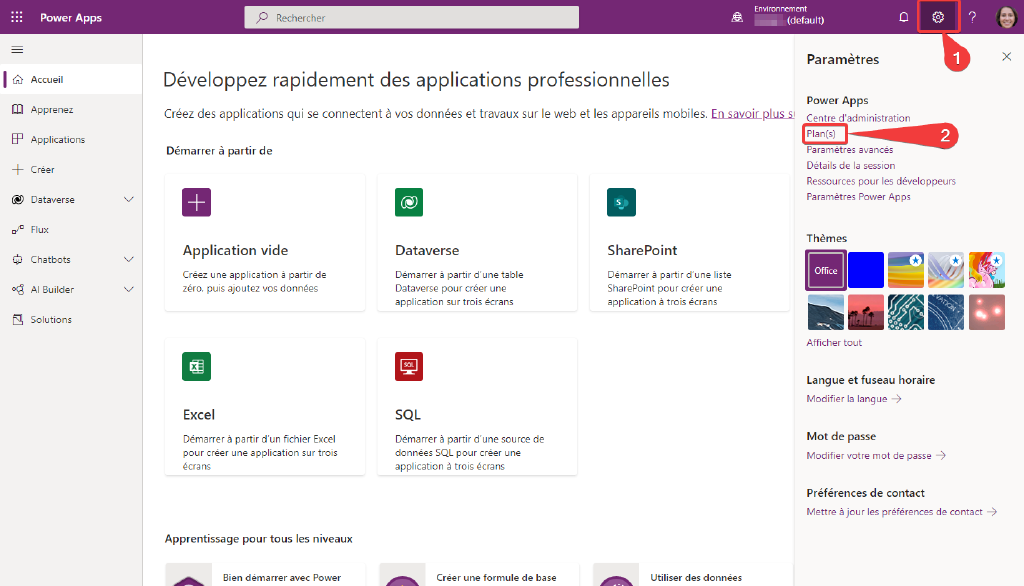 Power Apps
Rechercher
Environnement
(default)
?
1
Accueil
Apprenez
Applications
Créer
Dataverse
Flux
Chatbots
AI Builder
Solutions
Développez rapidement des applications professionnelles
Créez des applications qui se connectent à vos données et travaux sur le web et les appareils mobiles. En savoir plus s
Démarrer à partir de
Application vide
Créez une application à partir de
zéro, puis ajoutez vos données
Dataverse
Démarrer à partir d'une table
Dataverse pour créer une
application sur trois écrans
S
SharePoint
Démarrer à partir d'une liste
SharePoint pour créer une
application à trois écrans
Excel
Démarrer à partir d'un fichier Excel
pour créer une application sur trois
écrans
SQL
SQL
Démarrer à partir d'une source de
données SQL pour créer une
application à trois écrans
Apprentissage pour tous les niveaux
Bien démarrer avec Power
Créer une formule de base
Utiliser des données
Paramètres
Power Apps
Centre d'administration
Plan(s)
2
Paramètres avancés
Détails de la session
Ressources pour les développeurs
Paramètres Power Apps
Thèmes
Office
Afficher tout
Langue et fuseau horaire
Modifier la langue
Mot de passe
Modifier votre mot de passe
Préférences de contact
Mettre à jour les préférences de contact